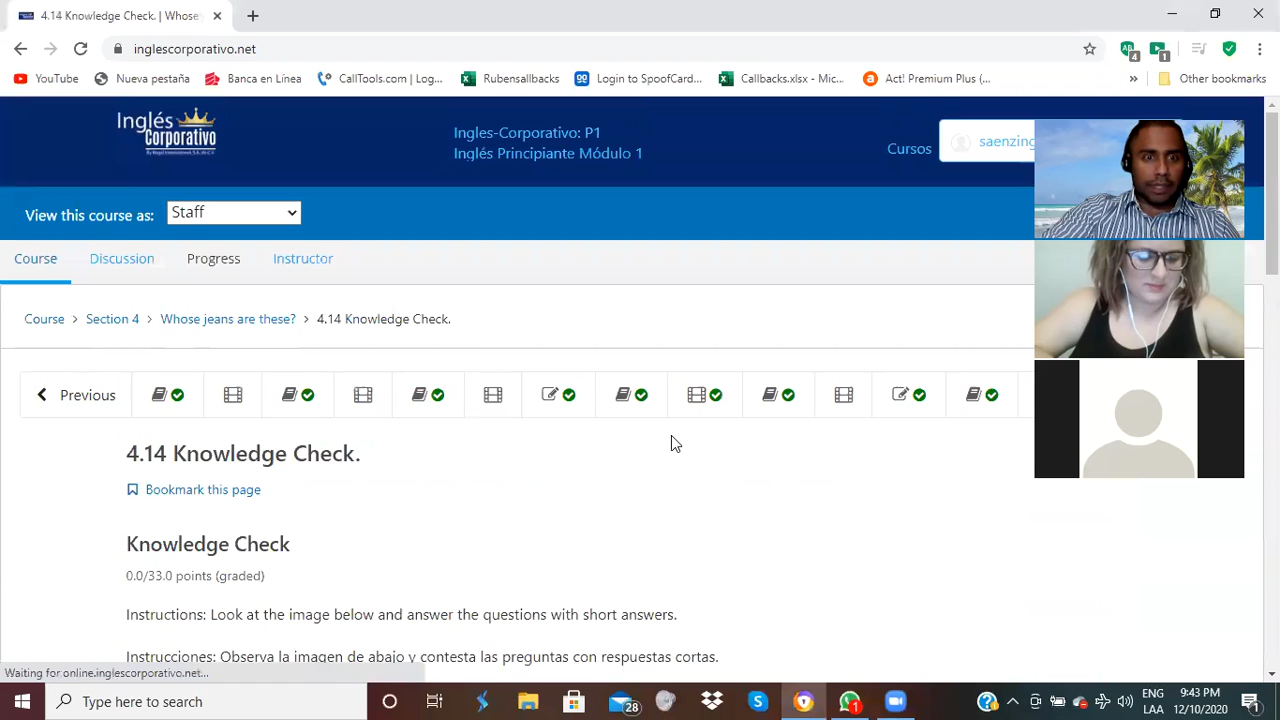 4.14 Knowledge Check. | Whose
inglescorporativo.net
4
1
YouTube Nueva pestaña Banca en Línea CallTools.com | Log... Rubensallbacks Login to SpoofCard... Callbacks.xlsx - Mic... Act! Premium Plus (... » Other bookmarks
Inglés Corporativo
Ingles-Corporativo: P1
Inglés Principiante Módulo 1
Cursos
saenzing
View this course as: Staff
Course Discussion Progress Instructor
Course > Section 4 > Whose jeans are these? > 4.14 Knowledge Check.
Previous
4.14 Knowledge Check.
Bookmark this page
Knowledge Check
0.0/33.0 points (graded)
Instructions: Look at the image below and answer the questions with short answers.
Instrucciones: Observa la imagen de abajo y contesta las preguntas con respuestas cortas.
Waiting for online.inglescorporativo.net...
Type here to search
28
1
ENG
LAA
9:43 PM
12/10/2020
1